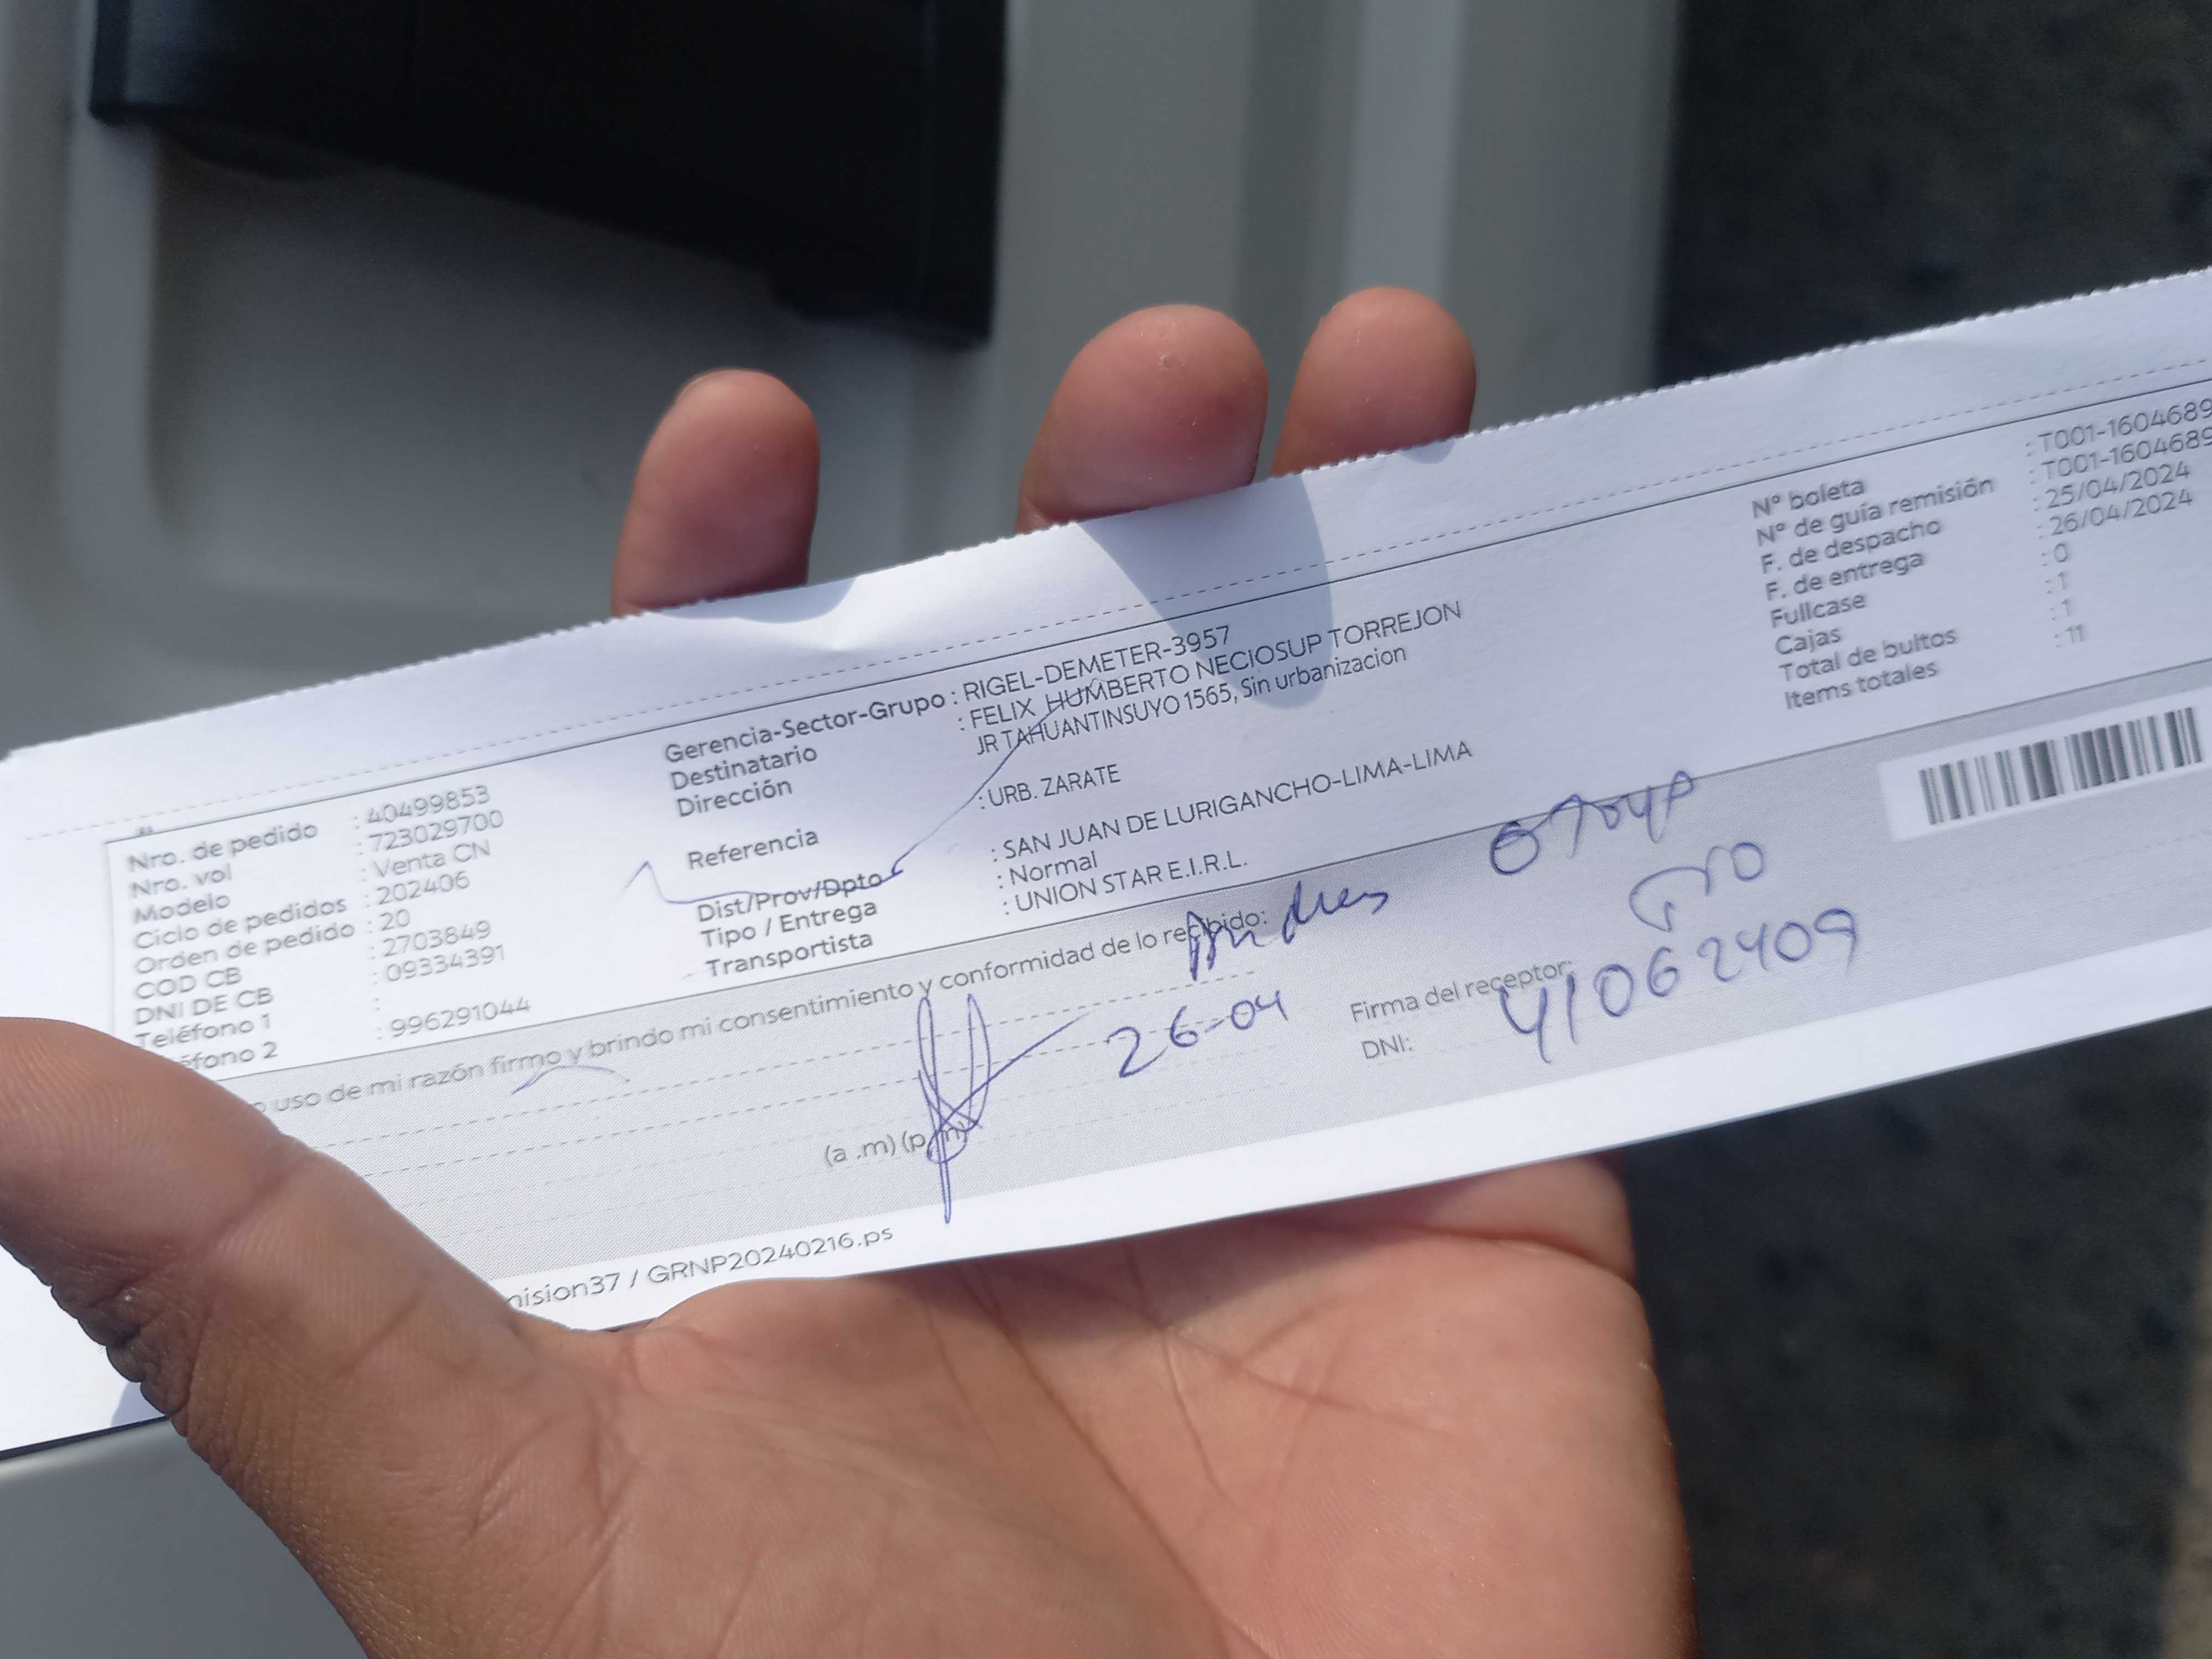 Nro. de pedido : 40499853
Nro. vol : 723029700
Modelo : Venta CN
Ciclo de pedidos : 202406
Orden de pedido : 20
COD CB : 2703849
DNI DE CB : 09334391
Teléfono 1 :
éfono 2 : 996291044
Gerencia-Sector-Grupo : RIGEL-DEMETER-3957
Destinatario : FELIX HUMBERTO NECIOSUP TORREJON
Dirección JR TAHUANTINSUYO 1565, Sin urbanizacion
Referencia : URB. ZARATE
Dist/Prov/Dpto : SAN JUAN DE LURIGANCHO-LIMA-LIMA
Tipo / Entrega : Normal
Transportista : UNION STAR E.I.R.L.
N° boleta : T001-1604689
N° de guía remisión : T001-1604689
F. de despacho : 25/04/2024
F. de entrega : 26/04/2024
Fullcase : 0
Cajas : 1
Total de bultos : 1
Items totales : 11
o uso de mi razón firmo y brindo mi consentimiento y conformidad de lo recibido:
Andres
26-04
(a .m) (p .m)
Firma del receptor:
DNI: 41062409
nision37 / GRNP20240216.ps